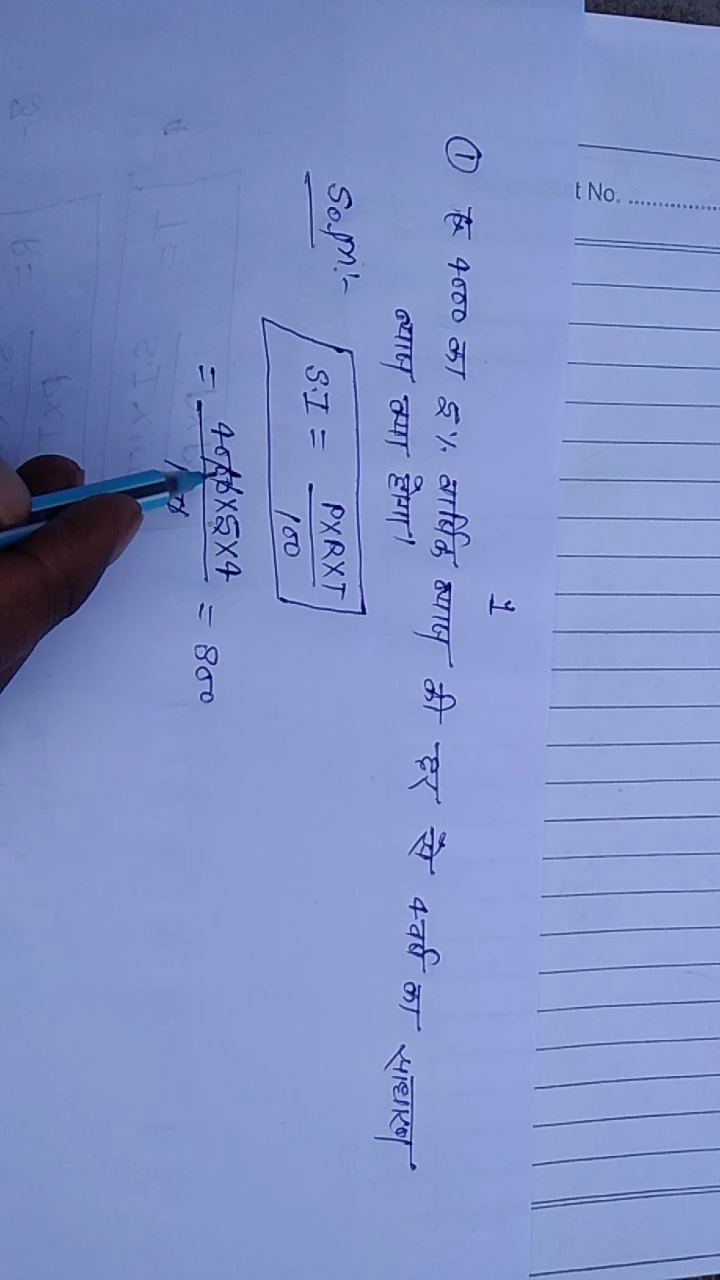 t No. ..................
1
① रु 4000 का 5% वार्षिक ब्याज की दर से 4 वर्ष का साधारण
ब्याज क्या होगा।
Soln:-
S.I = P×R×T
100
= 4000×5×4 = 800
100